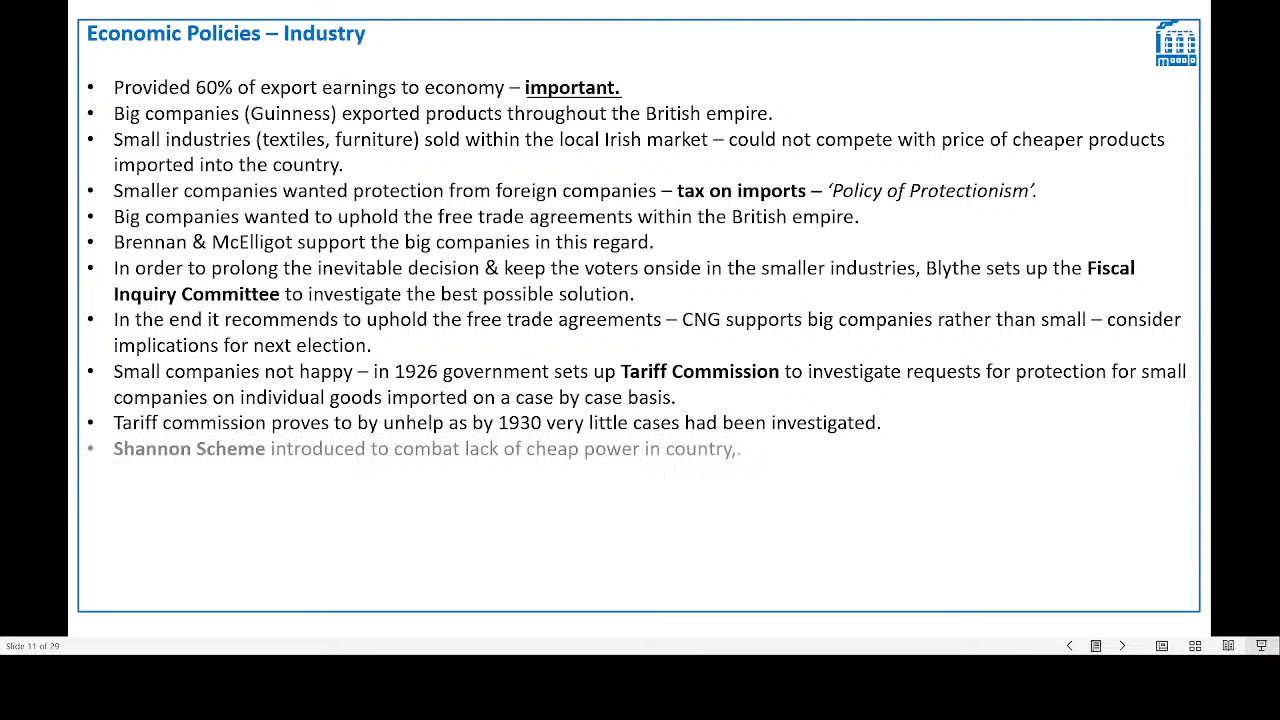 Economic Policies – Industry
• Provided 60% of export earnings to economy – important.
• Big companies (Guinness) exported products throughout the British empire.
• Small industries (textiles, furniture) sold within the local Irish market – could not compete with price of cheaper products
imported into the country.
• Smaller companies wanted protection from foreign companies – tax on imports – ‘Policy of Protectionism’.
• Big companies wanted to uphold the free trade agreements within the British empire.
• Brennan & McElligot support the big companies in this regard.
• In order to prolong the inevitable decision & keep the voters onside in the smaller industries, Blythe sets up the Fiscal
Inquiry Committee to investigate the best possible solution.
• In the end it recommends to uphold the free trade agreements – CNG supports big companies rather than small – consider
implications for next election.
• Small companies not happy – in 1926 government sets up Tariff Commission to investigate requests for protection for small
companies on individual goods imported on a case by case basis.
• Tariff commission proves to by unhelp as by 1930 very little cases had been investigated.
• Shannon Scheme introduced to combat lack of cheap power in country,.
Slide 11 of 29